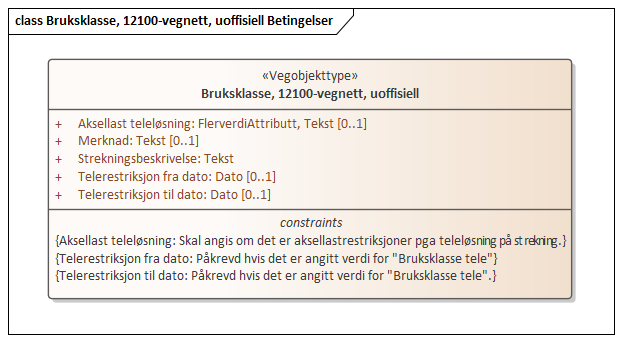 class Bruksklasse, 12100-vegnett, uoffisiell Betingelser
«Vegobjekttype»
Bruksklasse, 12100-vegnett, uoffisiell
+ Aksellast teleløsning: FlerverdiAttributt, Tekst [0..1]
+ Merknad: Tekst [0..1]
+ Strekningsbeskrivelse: Tekst
+ Telerestriksjon fra dato: Dato [0..1]
+ Telerestriksjon til dato: Dato [0..1]
constraints
{Aksellast teleløsning: Skal angis om det er aksellastrestriksjoner pga teleløsning på strekning.}
{Telerestriksjon fra dato: Påkrevd hvis det er angitt verdi for "Bruksklasse tele"}
{Telerestriksjon til dato: Påkrevd hvis det er angitt verdi for "Bruksklasse tele".}